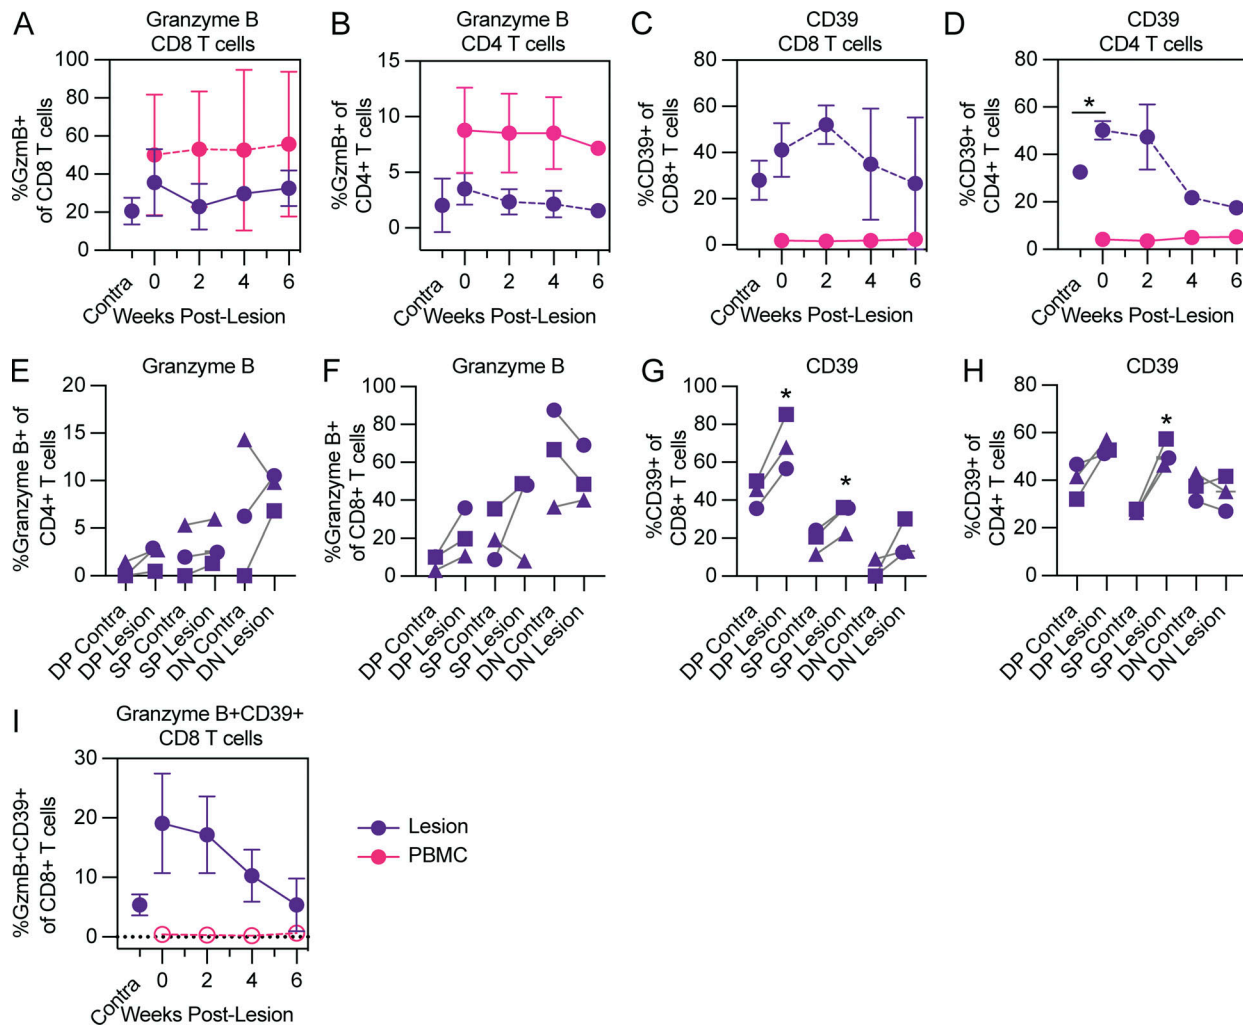 A
Granzyme B
CD8 T cells
%GzmB+
of CD8 T cells
100
80
60
40
20
0
Contra
0 2 4 6
Weeks Post-Lesion
B
Granzyme B
CD4 T cells
%GzmB+ of
CD4+ T cells
15
10
5
0
Contra
0 2 4 6
Weeks Post-Lesion
C
CD39
CD8 T cells
%CD39+ of
CD8+ T cells
80
60
40
20
0
Contra
0 2 4 6
Weeks Post-Lesion
D
CD39
CD4 T cells
%CD39+ of
CD4+ T cells
80
60
40
20
0
*
Contra
0 2 4 6
Weeks Post-Lesion
E
Granzyme B
%Granzyme B+ of
CD4+ T cells
20
15
10
5
0
DP Contra
DP Lesion
SP Contra
SP Lesion
DN Contra
DN Lesion
F
Granzyme B
%Granzyme B+
of CD8+ T cells
100
80
60
40
20
0
DP Contra
DP Lesion
SP Contra
SP Lesion
DN Contra
DN Lesion
G
CD39
%CD39+ of
CD8+ T cells
100
80
60
40
20
0
*
*
DP Contra
DP Lesion
SP Contra
SP Lesion
DN Contra
DN Lesion
H
CD39
%CD39+ of
CD4+ T cells
80
60
40
20
0
*
DP Contra
DP Lesion
SP Contra
SP Lesion
DN Contra
DN Lesion
I
Granzyme B+CD39+
CD8 T cells
%GzmB+CD39+
of CD8+ T cells
30
20
10
0
Contra
0 2 4 6
Weeks Post-Lesion
Lesion
PBMC